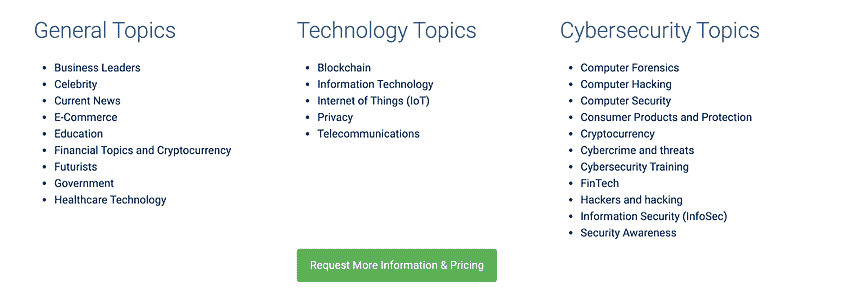 General Topics
• Business Leaders
• Celebrity
• Current News
• E-Commerce
• Education
• Financial Topics and Cryptocurrency
• Futurists
• Government
• Healthcare Technology
Technology Topics
• Blockchain
• Information Technology
• Internet of Things (IoT)
• Privacy
• Telecommunications
Cybersecurity Topics
• Computer Forensics
• Computer Hacking
• Computer Security
• Consumer Products and Protection
• Cryptocurrency
• Cybercrime and threats
• Cybersecurity Training
• FinTech
• Hackers and hacking
• Information Security (InfoSec)
• Security Awareness
Request More Information & Pricing